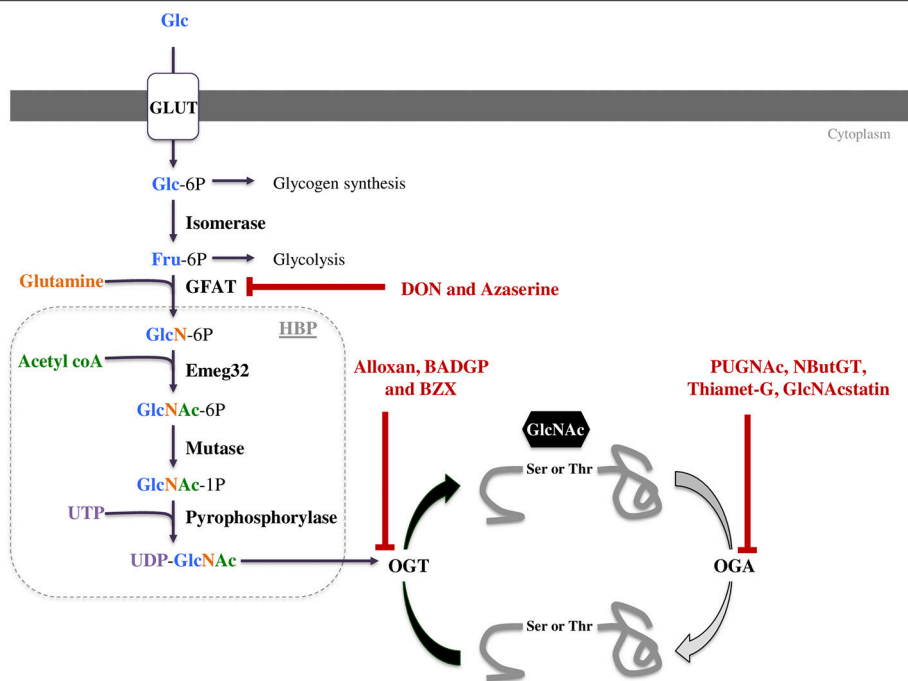 Glc
GLUT
Cytoplasm
Glc-6P
Glycogen synthesis
Isomerase
Fru-6P
Glycolysis
Glutamine
GFAT
DON and Azaserine
HBP
GlcN-6P
Acetyl coA
Emeg32
Alloxan, BADGP
and BZX
PUGNAc, NButGT,
Thiamet-G, GlcNAcstatin
GlcNAc-6P
GlcNAc
Mutase
Ser or Thr
GlcNAc-1P
UTP
Pyrophosphorylase
UDP-GlcNAc
OGT
OGA
Ser or Thr